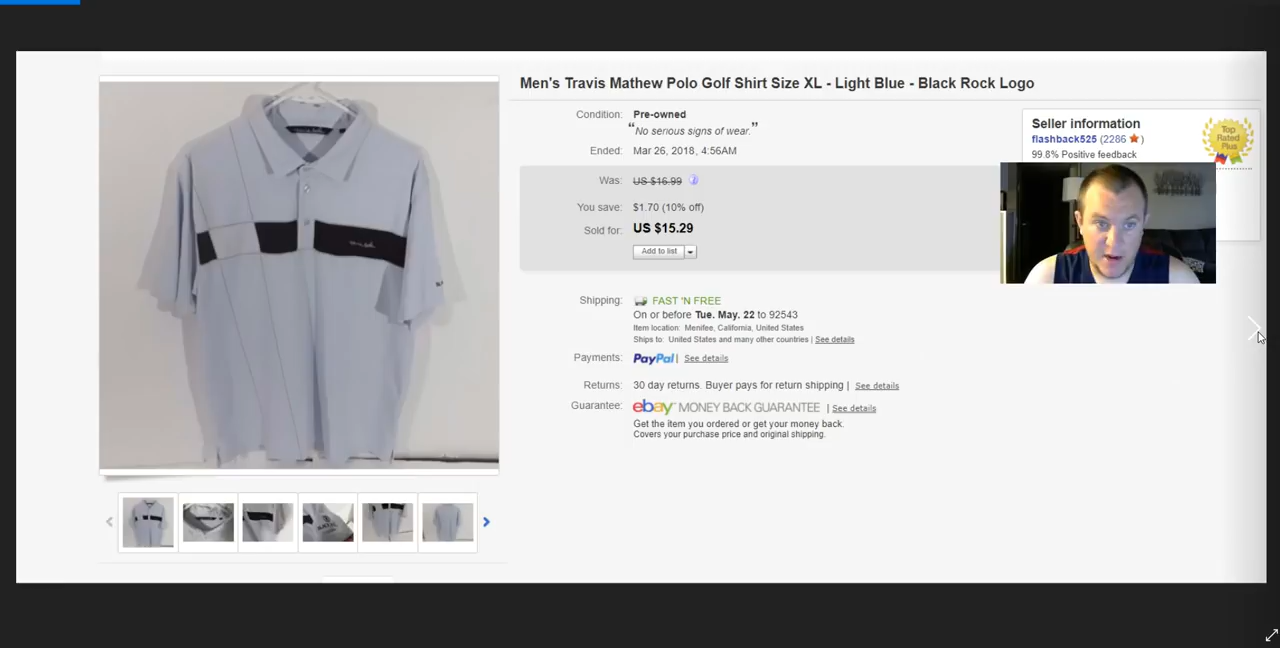 Men's Travis Mathew Polo Golf Shirt Size XL - Light Blue - Black Rock Logo
Condition: Pre-owned
“No serious signs of wear.”
Ended: Mar 26, 2018, 4:56AM
Was: US $16.99
You save: $1.70 (10% off)
Sold for: US $15.29
Add to list
Seller information
flashback525 (2286 ★)
99.8% Positive feedback
Top
Rated
Plus
Shipping: FAST 'N FREE
On or before Tue. May. 22 to 92543
Item location: Menifee, California, United States
Ships to: United States and many other countries | See details
Payments: PayPal | See details
Returns: 30 day returns. Buyer pays for return shipping | See details
Guarantee: ebay MONEY BACK GUARANTEE | See details
Get the item you ordered or get your money back.
Covers your purchase price and original shipping.